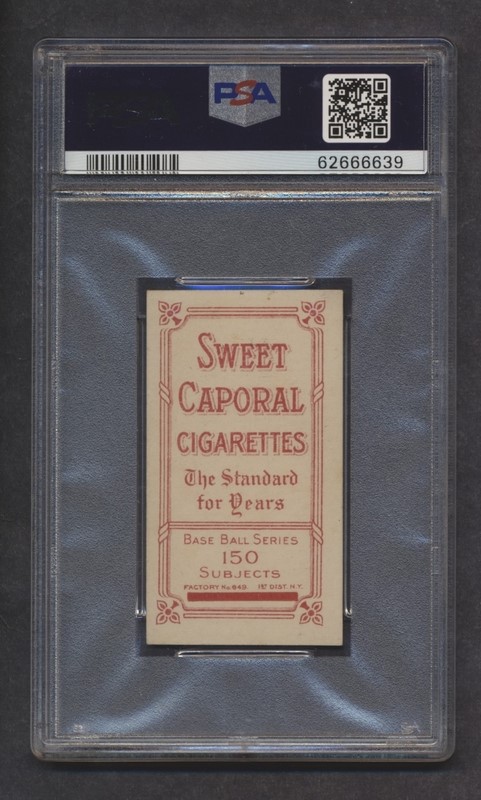 PSA
62666639
SWEET
CAPORAL
CIGARETTES
The Standard
for Years
BASE BALL SERIES
150
SUBJECTS
FACTORY No. 649 1ST DIST. N.Y.